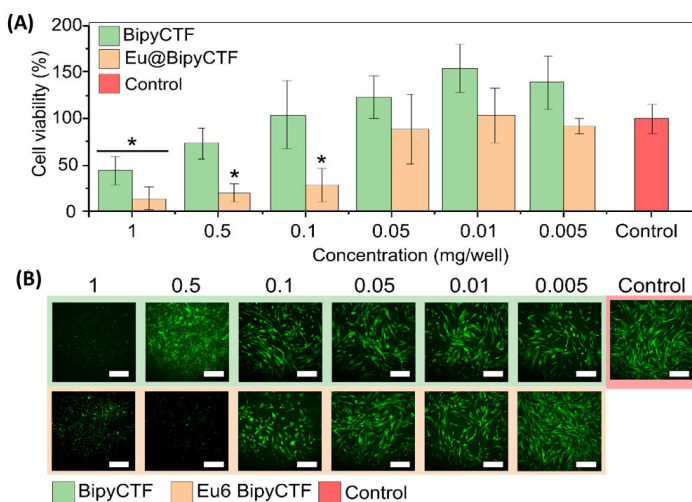 (A)
BipyCTF
Eu@BipyCTF
Control
Cell viability (%)
200
150
100
50
0
*
*
*
1 0.5 0.1 0.05 0.01 0.005 Control
Concentration (mg/well)
(B)
1 0.5 0.1 0.05 0.01 0.005 Control
BipyCTF Eu6 BipyCTF Control